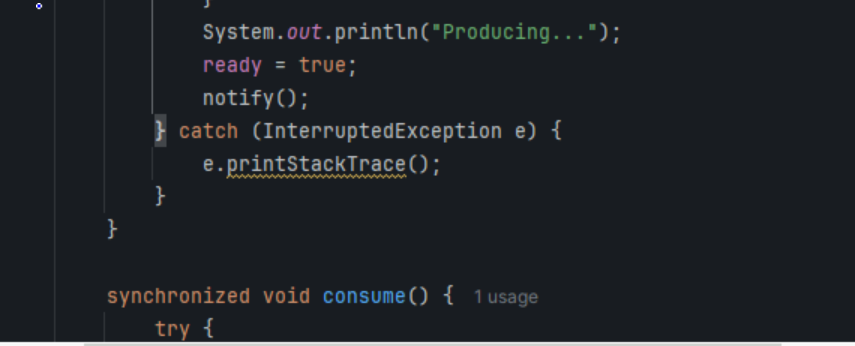 }
System.out.println("Producing...");
ready = true;
notify();
} catch (InterruptedException e) {
e.printStackTrace();
}
}
synchronized void consume() { 1 usage
try {